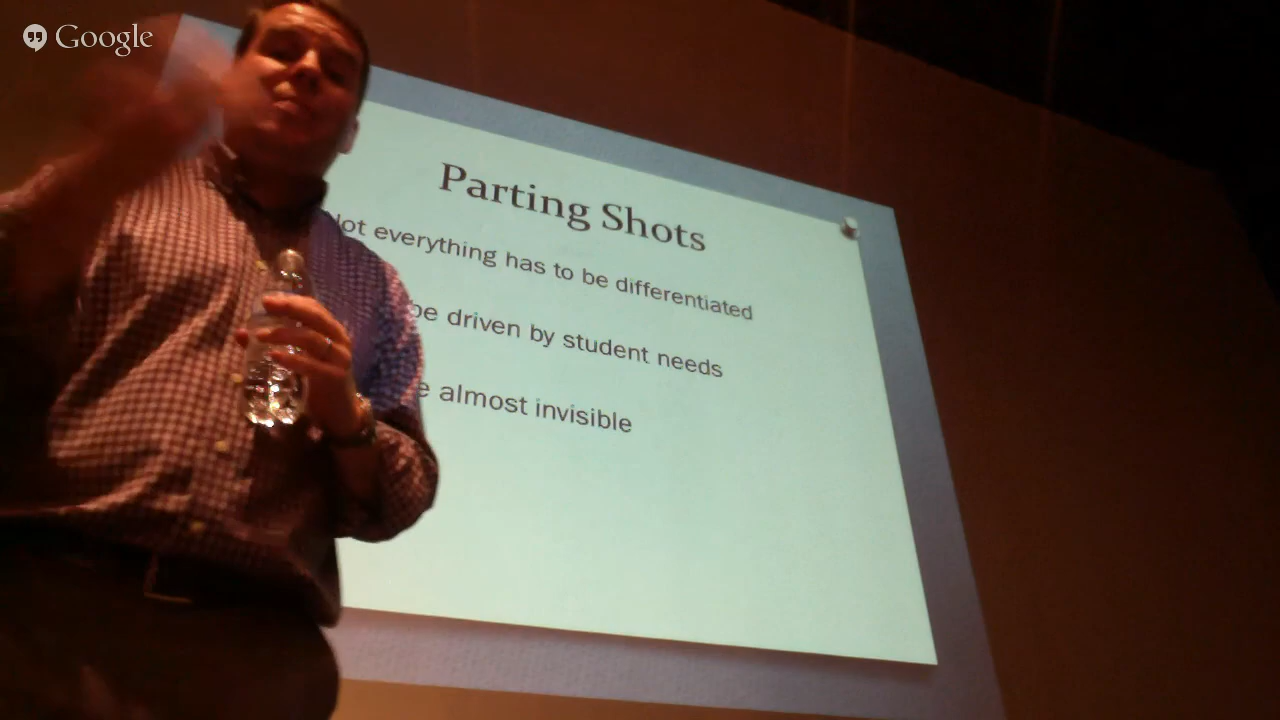 Google
Parting Shots
ot everything has to be differentiated
be driven by student needs
e almost invisible